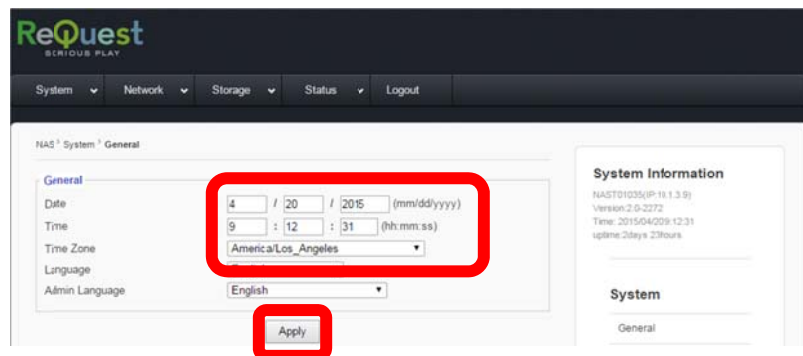 ReQuest
SERIOUS PLAY
System Network Storage Status Logout
NAS > System > General
General
Date 4 / 20 / 2015 (mm/dd/yyyy)
Time 9 : 12 : 31 (hh:mm:ss)
Time Zone America/Los_Angeles
Language
Admin Language English
Apply
System Information
Version:2.0-2272
Time: 2015/04/209:12:31
uptime:2days 23hours
System
General